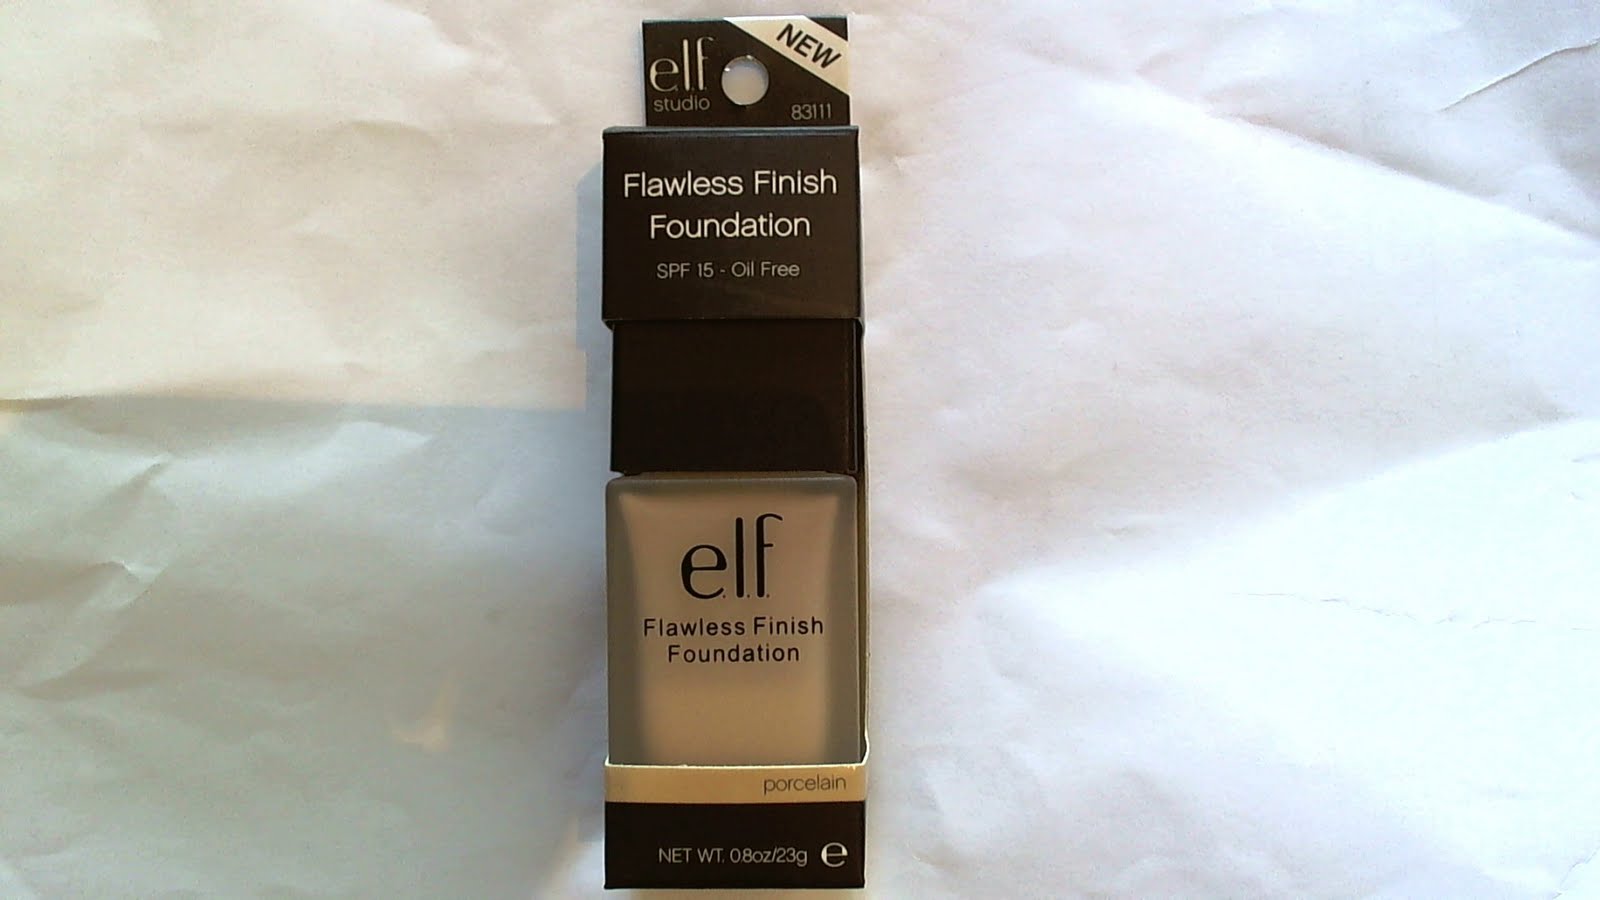 NEW
e.l.f.
studio
83111
Flawless Finish
Foundation
SPF 15 - Oil Free
e.l.f.
Flawless Finish
Foundation
porcelain
NET WT. 0.8oz/23g ℮